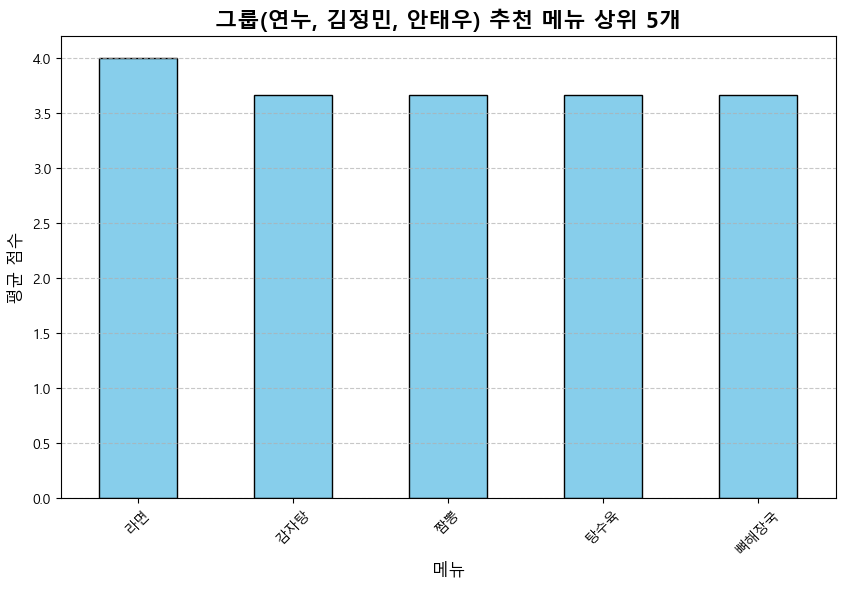 그룹(연누, 김정민, 안태우) 추천 메뉴 상위 5개
평균 점수
4.0
3.5
3.0
2.5
2.0
1.5
1.0
0.5
0.0
라면
감자탕
짬뽕
탕수육
뼈해장국
메뉴